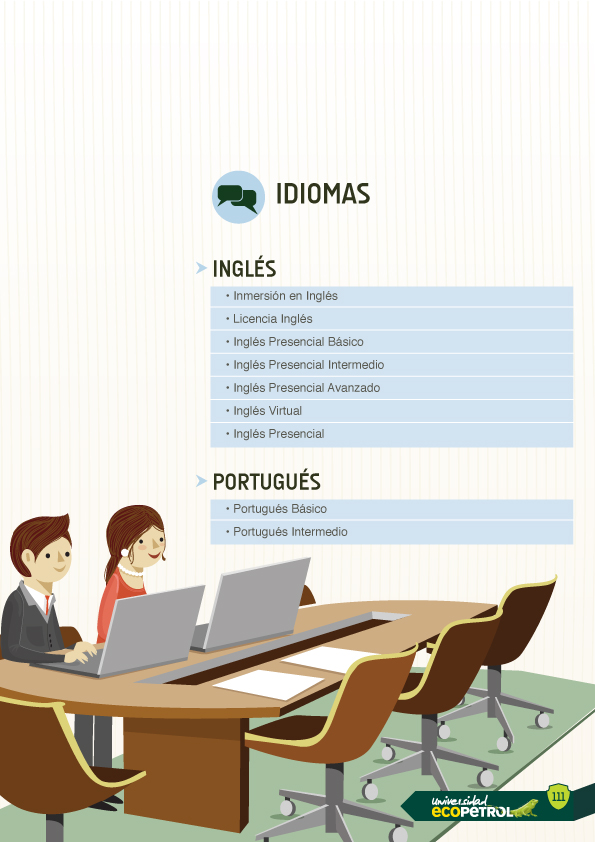 IDIOMAS
INGLÉS
• Inmersión en Inglés
• Licencia Inglés
• Inglés Presencial Básico
• Inglés Presencial Intermedio
• Inglés Presencial Avanzado
• Inglés Virtual
• Inglés Presencial
PORTUGUÉS
• Portugués Básico
• Portugués Intermedio
universidad
ecoPETROL
111